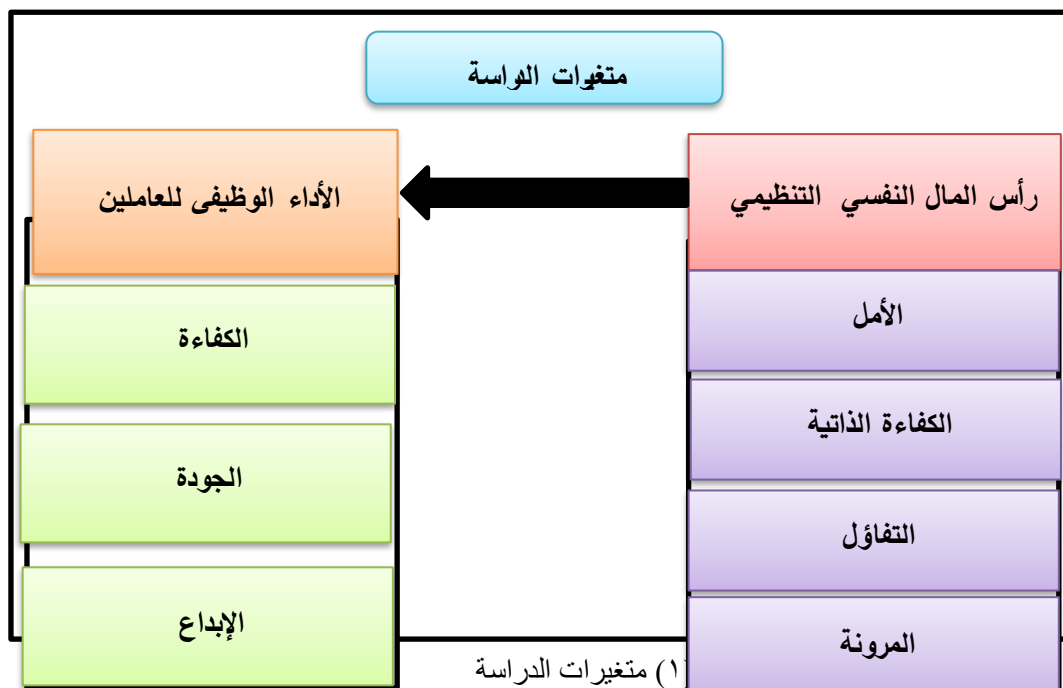 متغيرات الدراسة
رأس المال النفسي التنظيمي
الأمل
الكفاءة الذاتية
التفاؤل
المرونة
الأداء الوظيفى للعاملين
الكفاءة
الجودة
الإبداع
١) متغيرات الدراسة